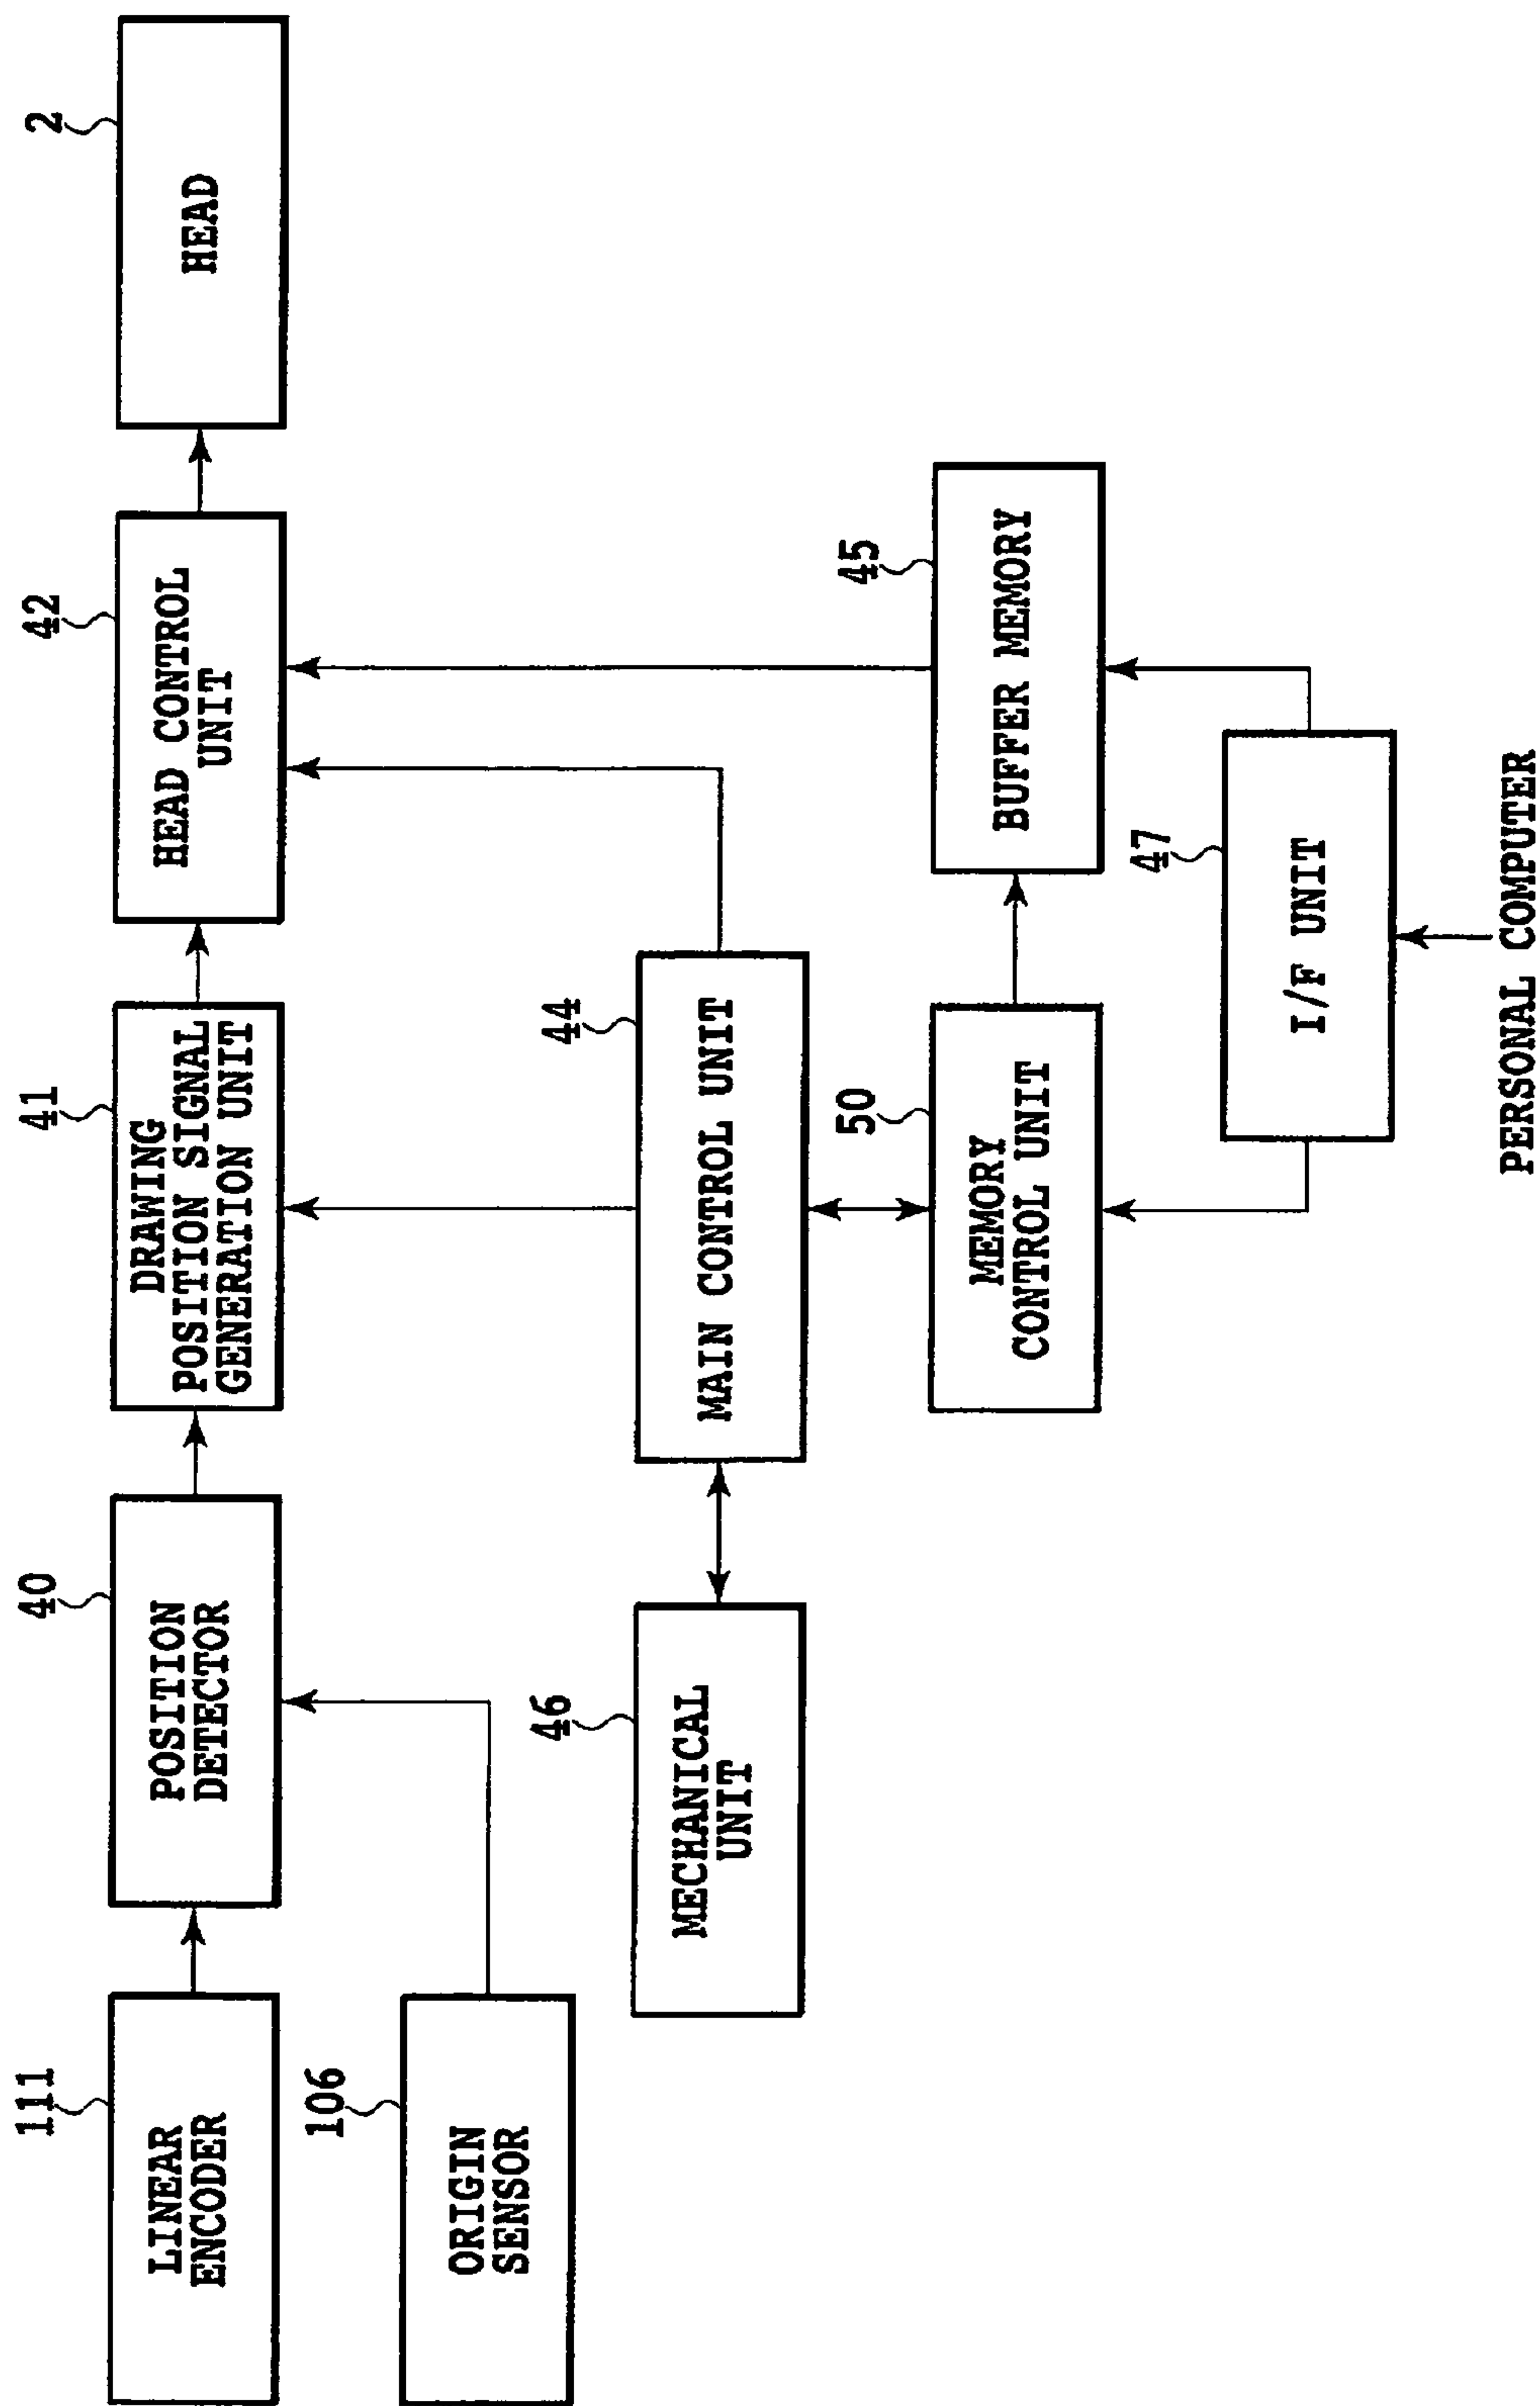 111
LINEAR
ENCODER
40
POSITION
DETECTOR
41
DRAWING
POSITION SIGNAL
GENERATION UNIT
42
HEAD CONTROL
UNIT
2
HEAD
106
ORIGIN
SENSOR
46
MECHANICAL
UNIT
44
MAIN CONTROL UNIT
50
MEMORY
CONTROL UNIT
45
BUFFER MEMORY
47
I/F UNIT
PERSONAL COMPUTER